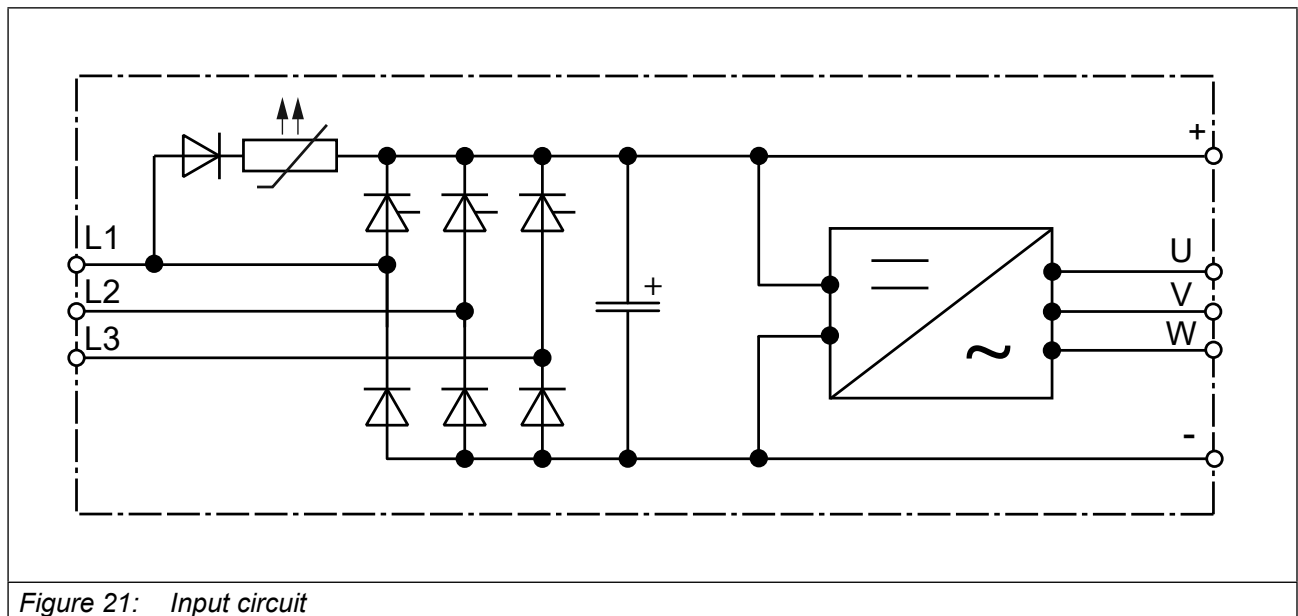 +
L1
L2
L3
+
U
V
W
~
-
Figure 21: Input circuit